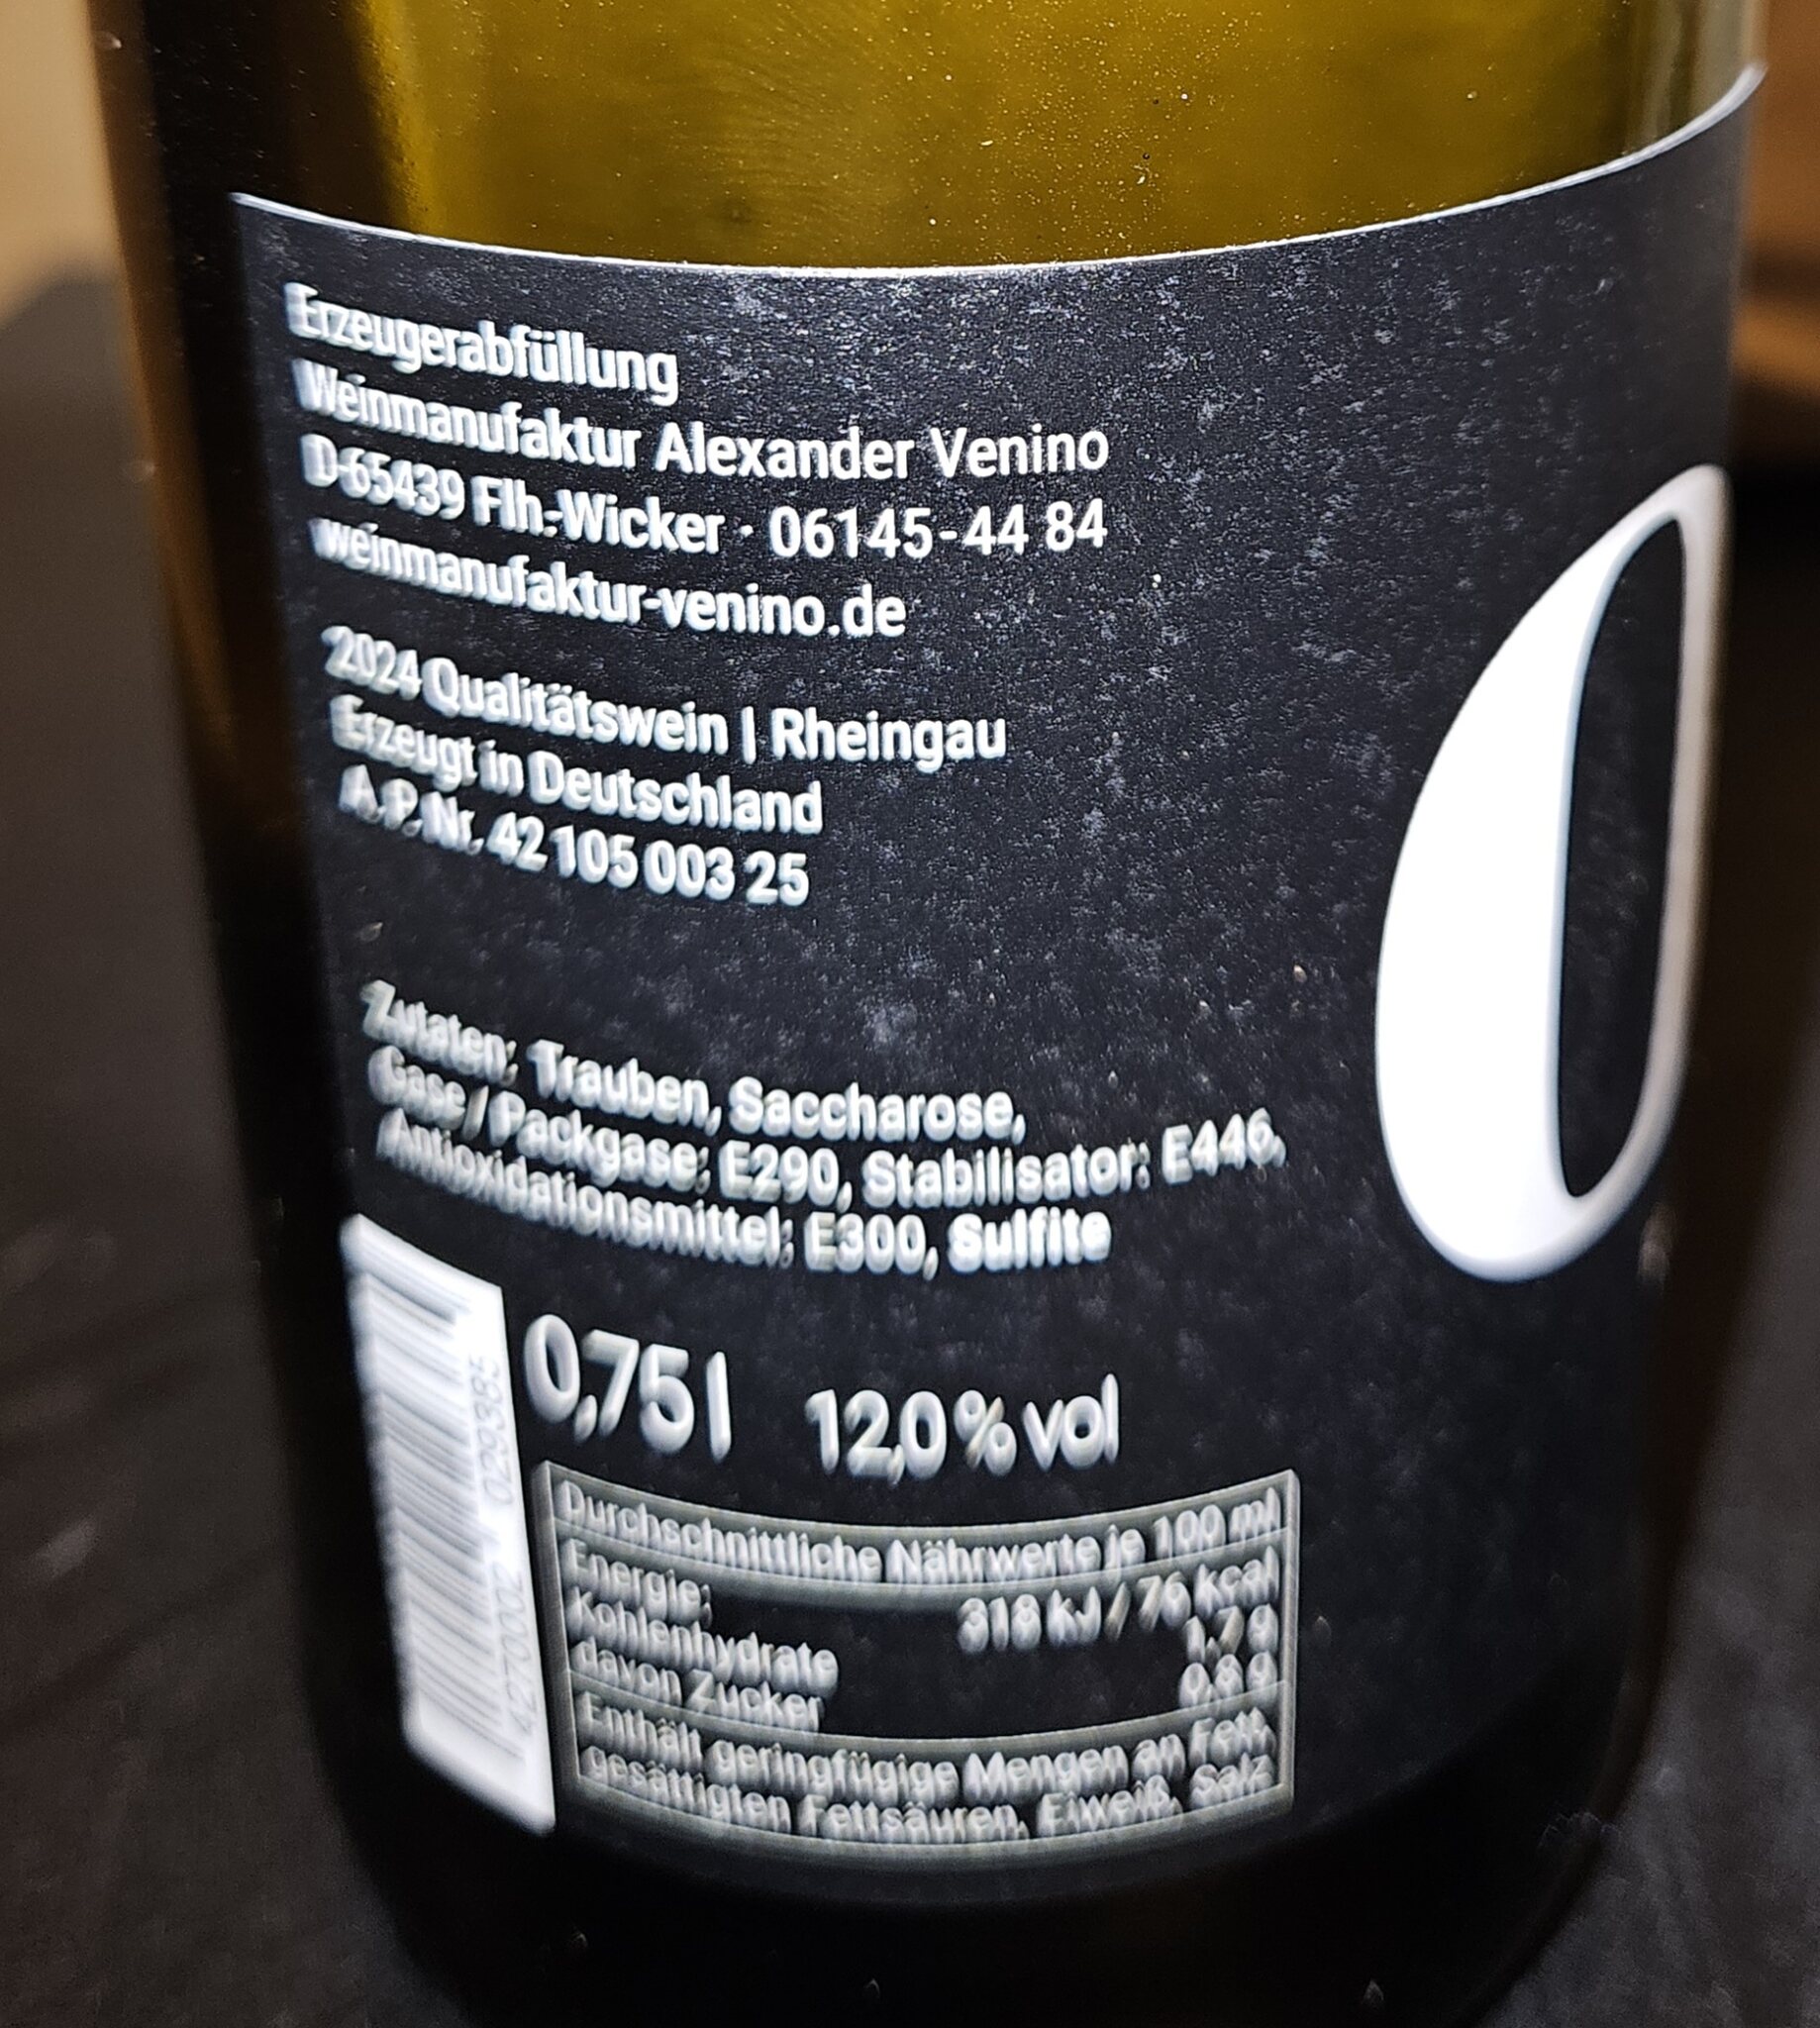 Erzeugerabfüllung
Weinmanufaktur Alexander Venino
D-65439 Flh.-Wicker · 06145-44 84
weinmanufaktur-venino.de
2024 Qualitätswein | Rheingau
Erzeugt in Deutschland
A.P.Nr. 42 105 003 25
Zutaten: Trauben, Saccharose,
Gase / Packgase: E290, Stabilisator: E446,
Antioxidationsmittel: E300, Sulfite
0,75 l 12,0 % vol
Durchschnittliche Nährwerte je 100 ml
Energie: 318 kJ / 76 kcal
Kohlenhydrate 1,7 g
davon Zucker 0,8 g
Enthält geringfügige Mengen an Fett,
gesättigten Fettsäuren, Eiweiß, Salz
4 270002 029385